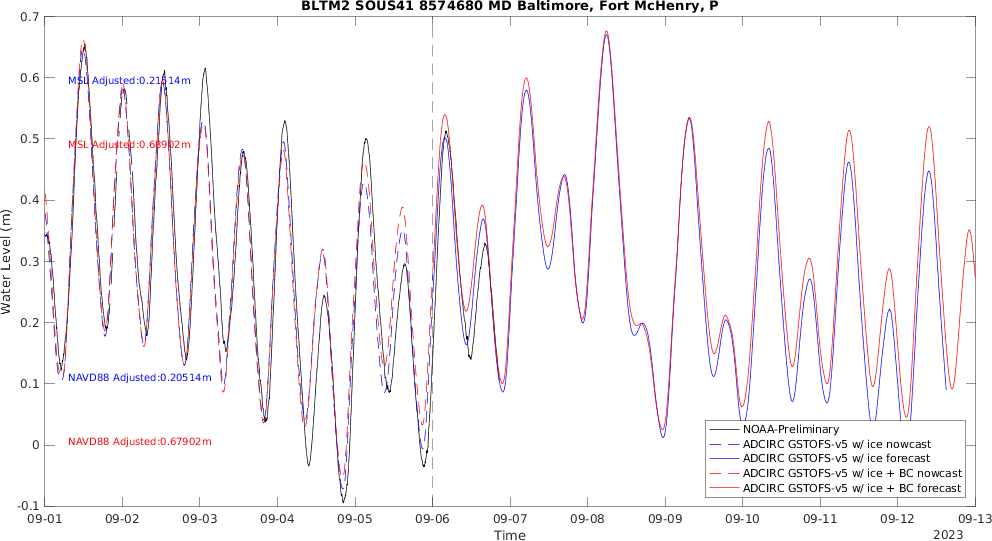 BLTM2 SOUS41 8574680 MD Baltimore, Fort McHenry, P
0.7
0.6
0.5
0.4
0.3
0.2
0.1
0
-0.1
Water Level (m)
MSL Adjusted:0.21514m
MSL Adjusted:0.68902m
NAVD88 Adjusted:0.20514m
NAVD88 Adjusted:0.67902m
NOAA-Preliminary
ADCIRC GSTOFS-v5 w/ ice nowcast
ADCIRC GSTOFS-v5 w/ ice forecast
ADCIRC GSTOFS-v5 w/ ice + BC nowcast
ADCIRC GSTOFS-v5 w/ ice + BC forecast
09-01 09-02 09-03 09-04 09-05 09-06 09-07 09-08 09-09 09-10 09-11 09-12 09-13
Time
2023